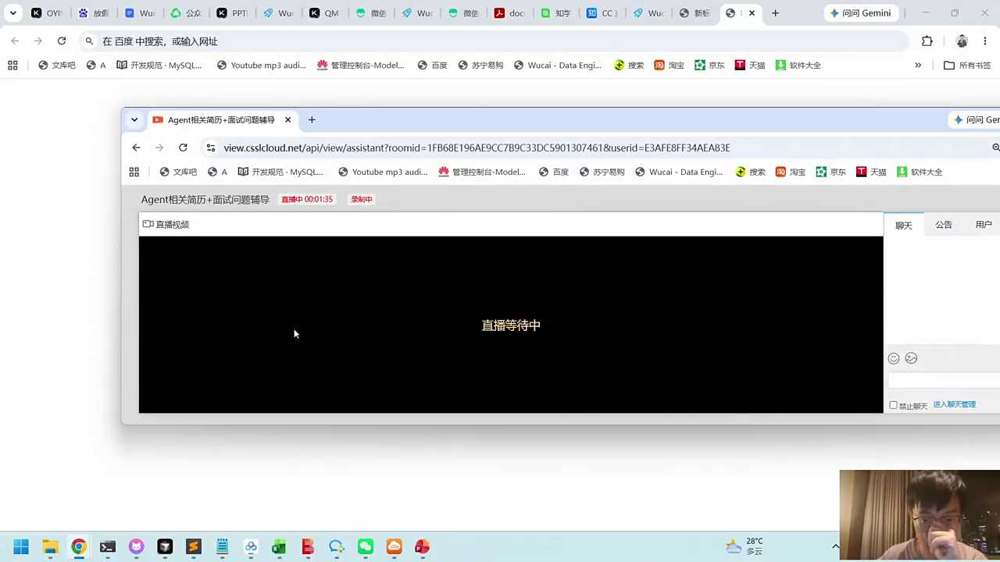 OYI
放假
Wuc
公众
PPT
Wuc
QM
微信
Wuc
微信
doc
知学
CC
Wuc
新标
问问 Gemini
在 百度 中搜索，或输入网址
文库吧
A
开发规范 - MySQL...
Youtube mp3 audi...
管理控制台-Model...
百度
苏宁易购
Wucai - Data Engi...
搜索
淘宝
京东
天猫
软件大全
»
所有书签
Agent相关简历+面试问题辅导
问问 Gen
view.csslcloud.net/api/view/assistant?roomid=1FB68E196AE9CC7B9C33DC5901307461&userid=E3AFE8FF34AEA83E
文库吧
A
开发规范 - MySQL...
Youtube mp3 audi...
管理控制台-Model...
百度
苏宁易购
Wucai - Data Engi...
搜索
淘宝
京东
天猫
软件大全
Agent相关简历+面试问题辅导 直播中 00:01:35 录制中
直播视频
聊天
公告
用户
直播等待中
禁止聊天 进入聊天管理
28°C
多云